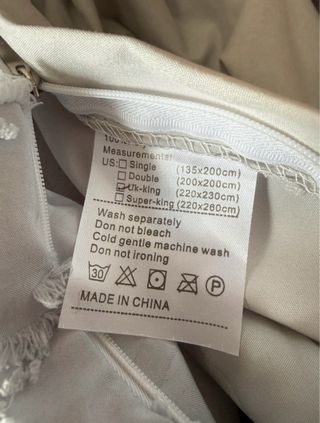 Measurements:
US: Single (135x200cm)
Double (200x200cm)
Uk-king (220x230cm)
Super-king (220x260cm)
Wash separately
Don not bleach
Cold gentle machine wash
Don not ironing
30 P
MADE IN CHINA